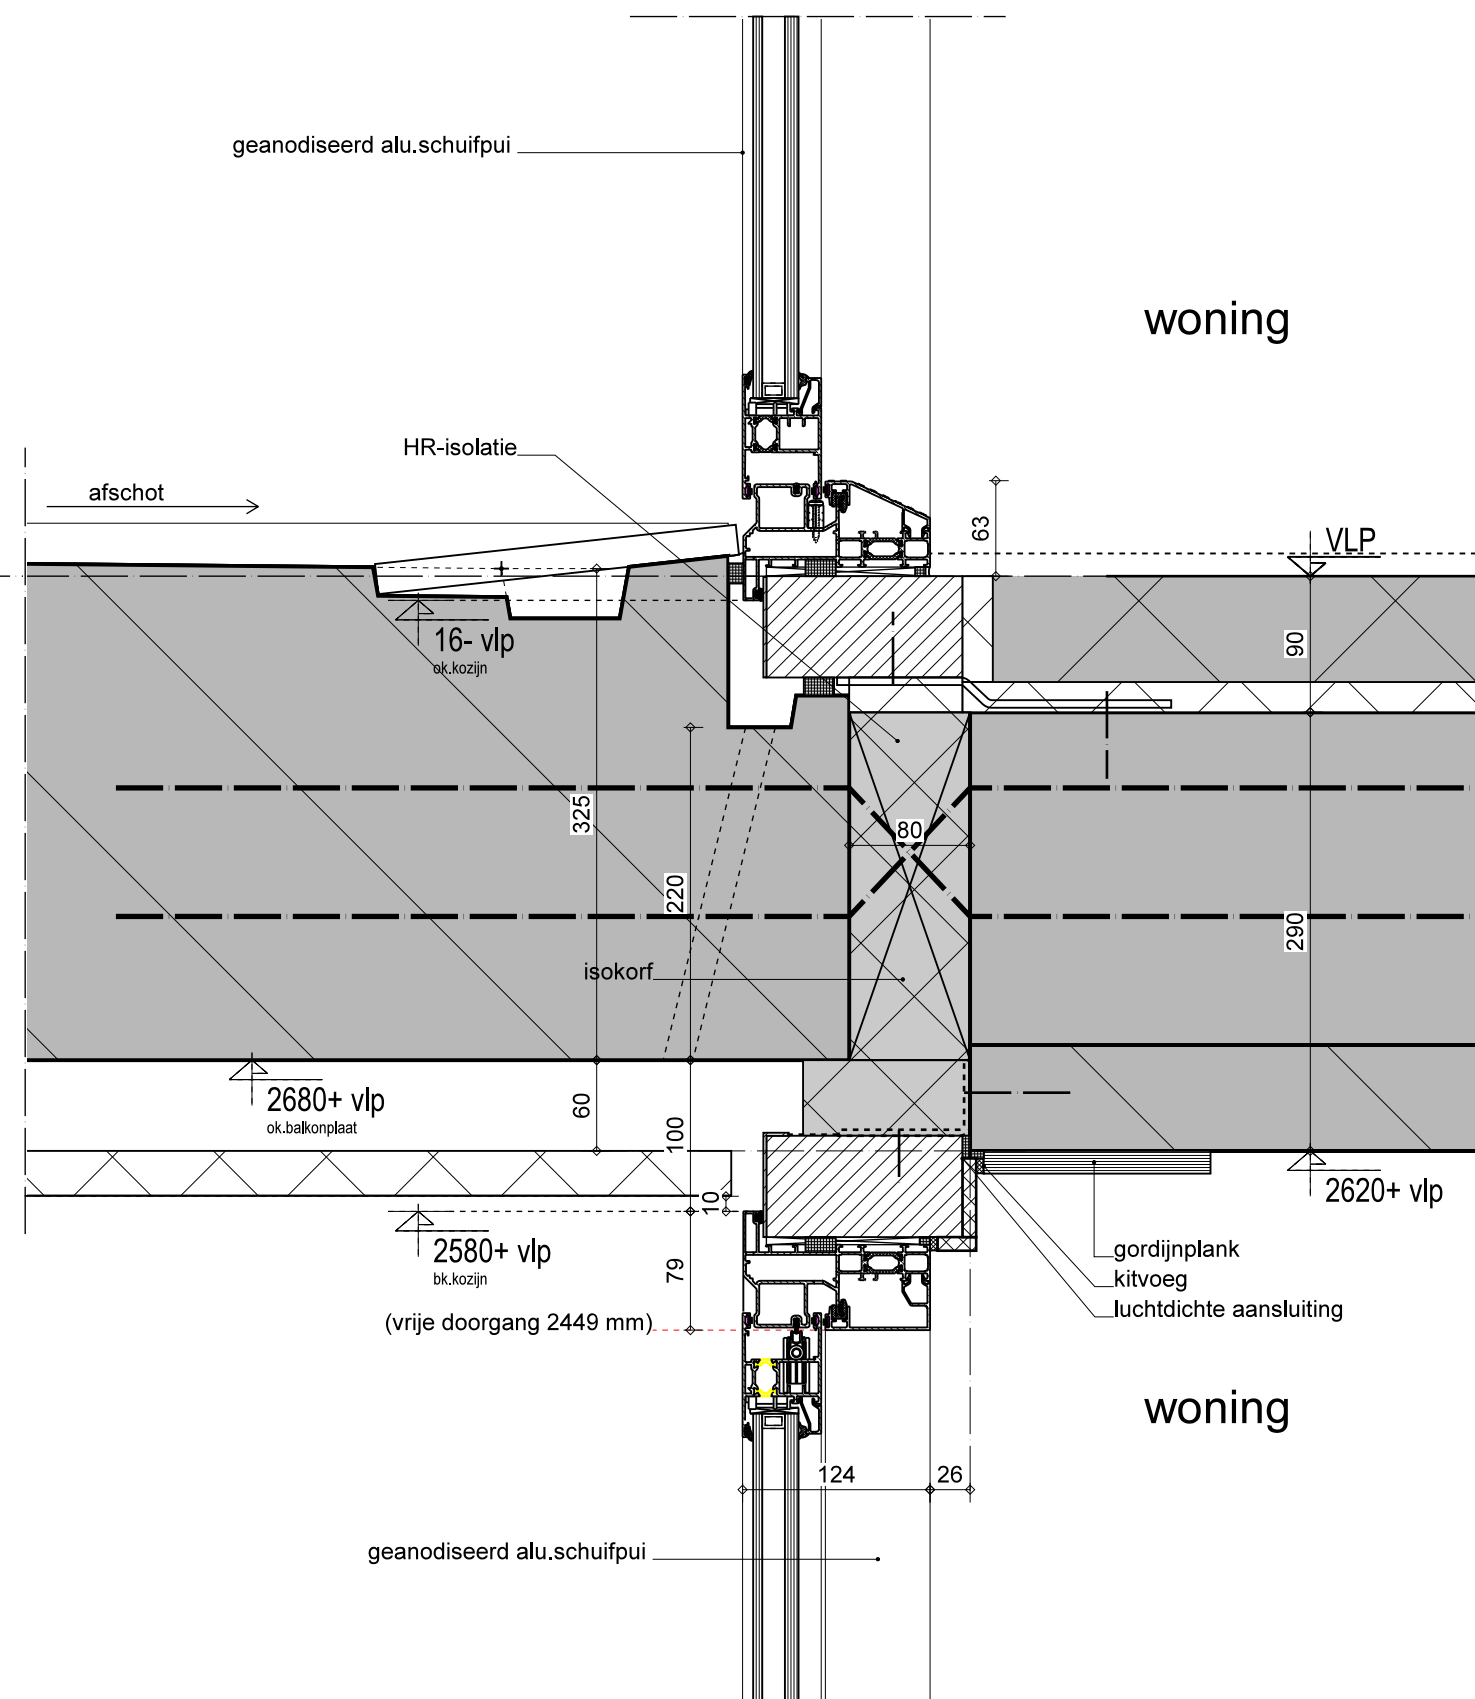 geanodiseerd alu.schuifpui
woning
HR-isolatie
afschot
63
VLP
16- vlp
ok.kozijn
90
325
80
220
290
isokorf
2680+ vlp
ok.balkonplaat
60
100
10
2620+ vlp
2580+ vlp
bk.kozijn
79
gordijnplank
kitvoeg
luchtdichte aansluiting
(vrije doorgang 2449 mm)
woning
124
26
geanodiseerd alu.schuifpui